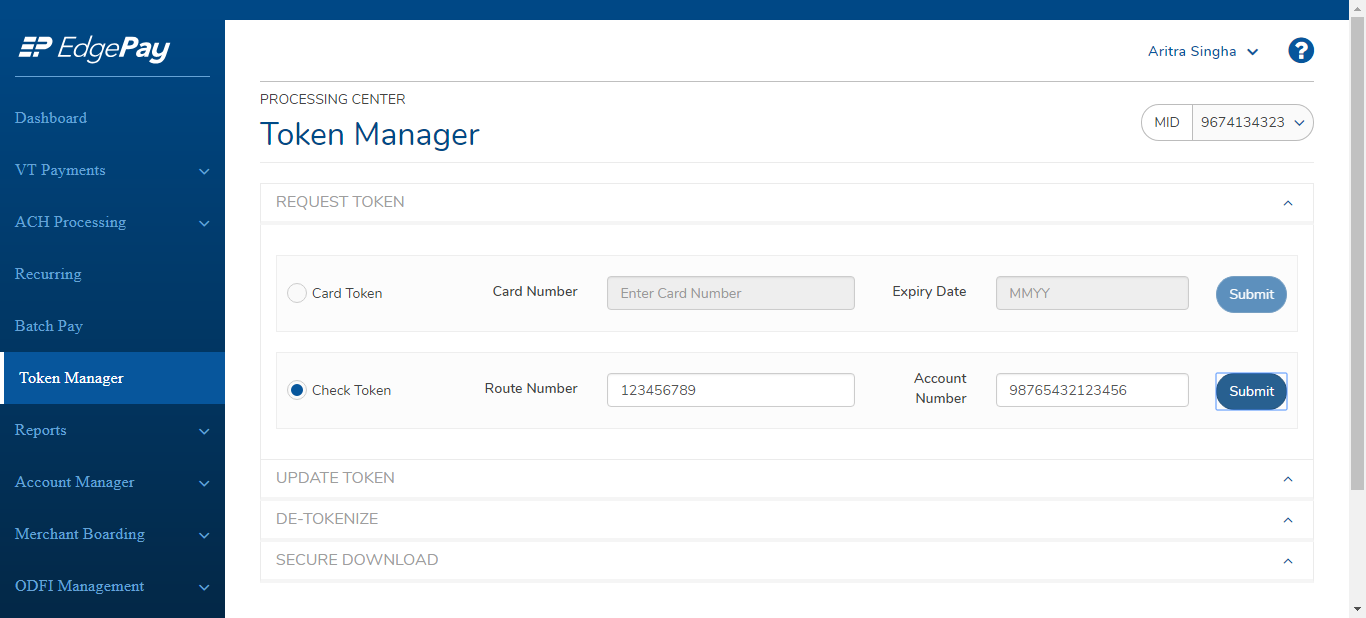 EdgePay
Dashboard
VT Payments
ACH Processing
Recurring
Batch Pay
Token Manager
Reports
Account Manager
Merchant Boarding
ODFI Management
Aritra Singha
?
PROCESSING CENTER
Token Manager
MID 9674134323
REQUEST TOKEN
Card Token Card Number Enter Card Number Expiry Date MMYY Submit
Check Token Route Number 123456789 Account Number 98765432123456 Submit
UPDATE TOKEN
DE-TOKENIZE
SECURE DOWNLOAD